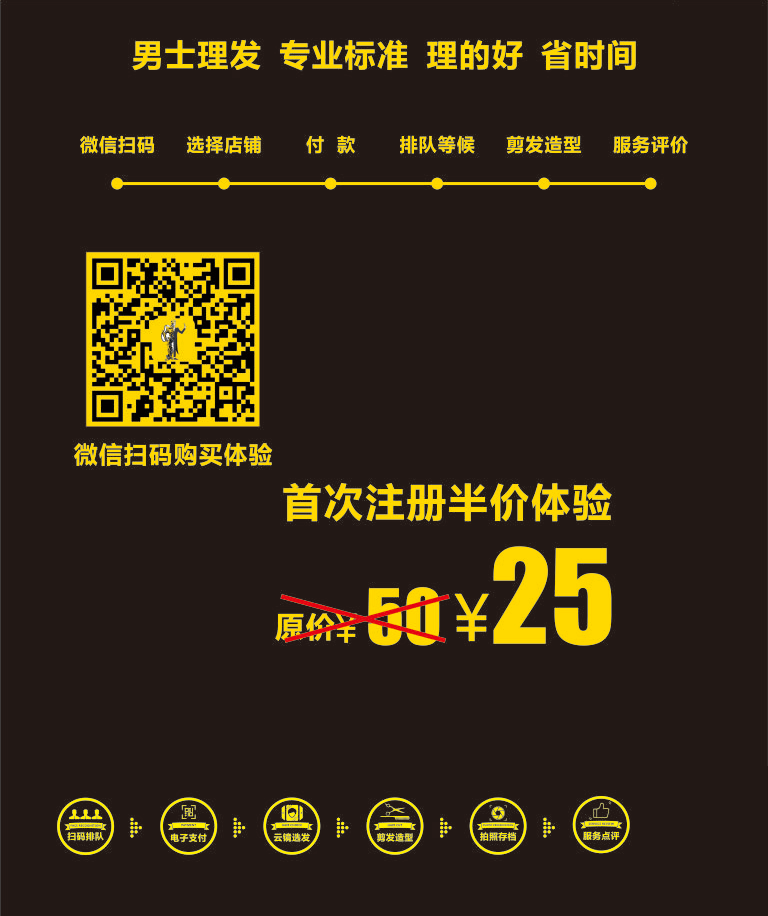 男士理发 专业标准 理的好 省时间
微信扫码 选择店铺 付 款 排队等候 剪发造型 服务评价
微信扫码购买体验
首次注册半价体验
原价¥50 ¥25
扫码排队 电子支付 云镜选发 剪发造型 拍照存档 服务点评